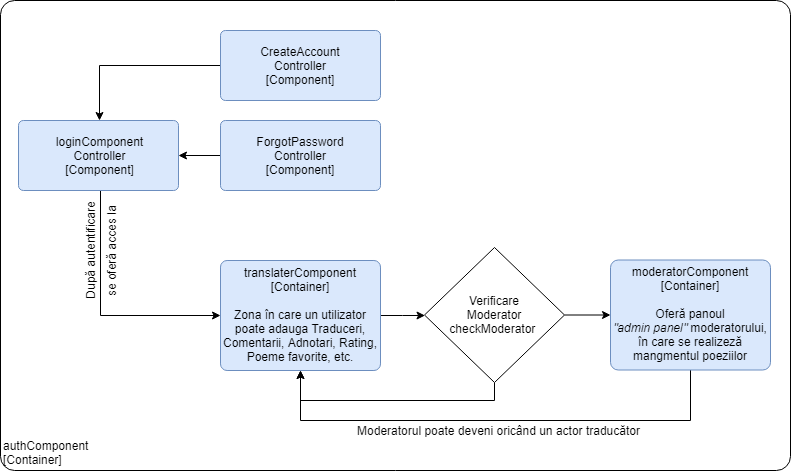 CreateAccount
Controller
[Component]
loginComponent
Controller
[Component]
ForgotPassword
Controller
[Component]
După autentificare
se oferă acces la
translaterComponent
[Container]
Zona în care un utilizator
poate adauga Traduceri,
Comentarii, Adnotari, Rating,
Poeme favorite, etc.
Verificare
Moderator
checkModerator
moderatorComponent
[Container]
Oferă panoul
"admin panel" moderatorului,
în care se realizeză
mangmentul poeziilor
Moderatorul poate deveni oricând un actor traducător
authComponent
[Container]